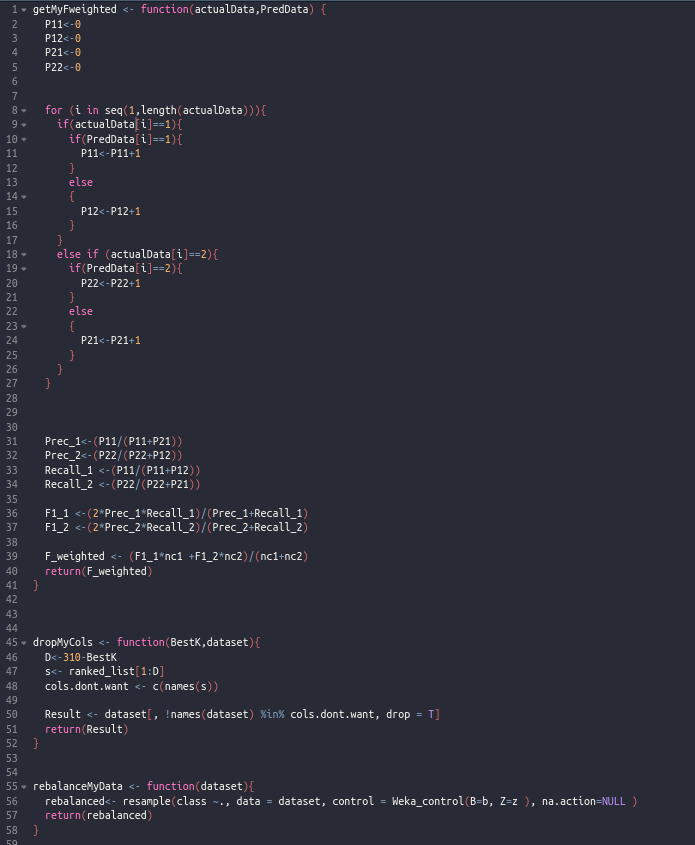 1 getMyFweighted <- function(actualData,PredData) {
2   P11<-0
3   P12<-0
4   P21<-0
5   P22<-0
6
7
8   for (i in seq(1,length(actualData))){
9     if(actualData[i]==1){
10       if(PredData[i]==1){
11         P11<-P11+1
12       }
13       else
14       {
15         P12<-P12+1
16       }
17     }
18     else if (actualData[i]==2){
19       if(PredData[i]==2){
20         P22<-P22+1
21       }
22       else
23       {
24         P21<-P21+1
25       }
26     }
27   }
28
29
30
31   Prec_1<-(P11/(P11+P21))
32   Prec_2<-(P22/(P22+P12))
33   Recall_1 <-(P11/(P11+P12))
34   Recall_2 <-(P22/(P22+P21))
35
36   F1_1 <-(2*Prec_1*Recall_1)/(Prec_1+Recall_1)
37   F1_2 <-(2*Prec_2*Recall_2)/(Prec_2+Recall_2)
38
39   F_weighted <- (F1_1*nc1 +F1_2*nc2)/(nc1+nc2)
40   return(F_weighted)
41 }
42
43
44
45 dropMyCols <- function(BestK,dataset){
46   D<-310-BestK
47   s<- ranked_list[1:D]
48   cols.dont.want <- c(names(s))
49
50   Result <- dataset[, !names(dataset) %in% cols.dont.want, drop = T]
51   return(Result)
52 }
53
54
55 rebalanceMyData <- function(dataset){
56   rebalanced<- resample(class ~., data = dataset, control = Weka_control(B=b, Z=z ), na.action=NULL )
57   return(rebalanced)
58 }
59